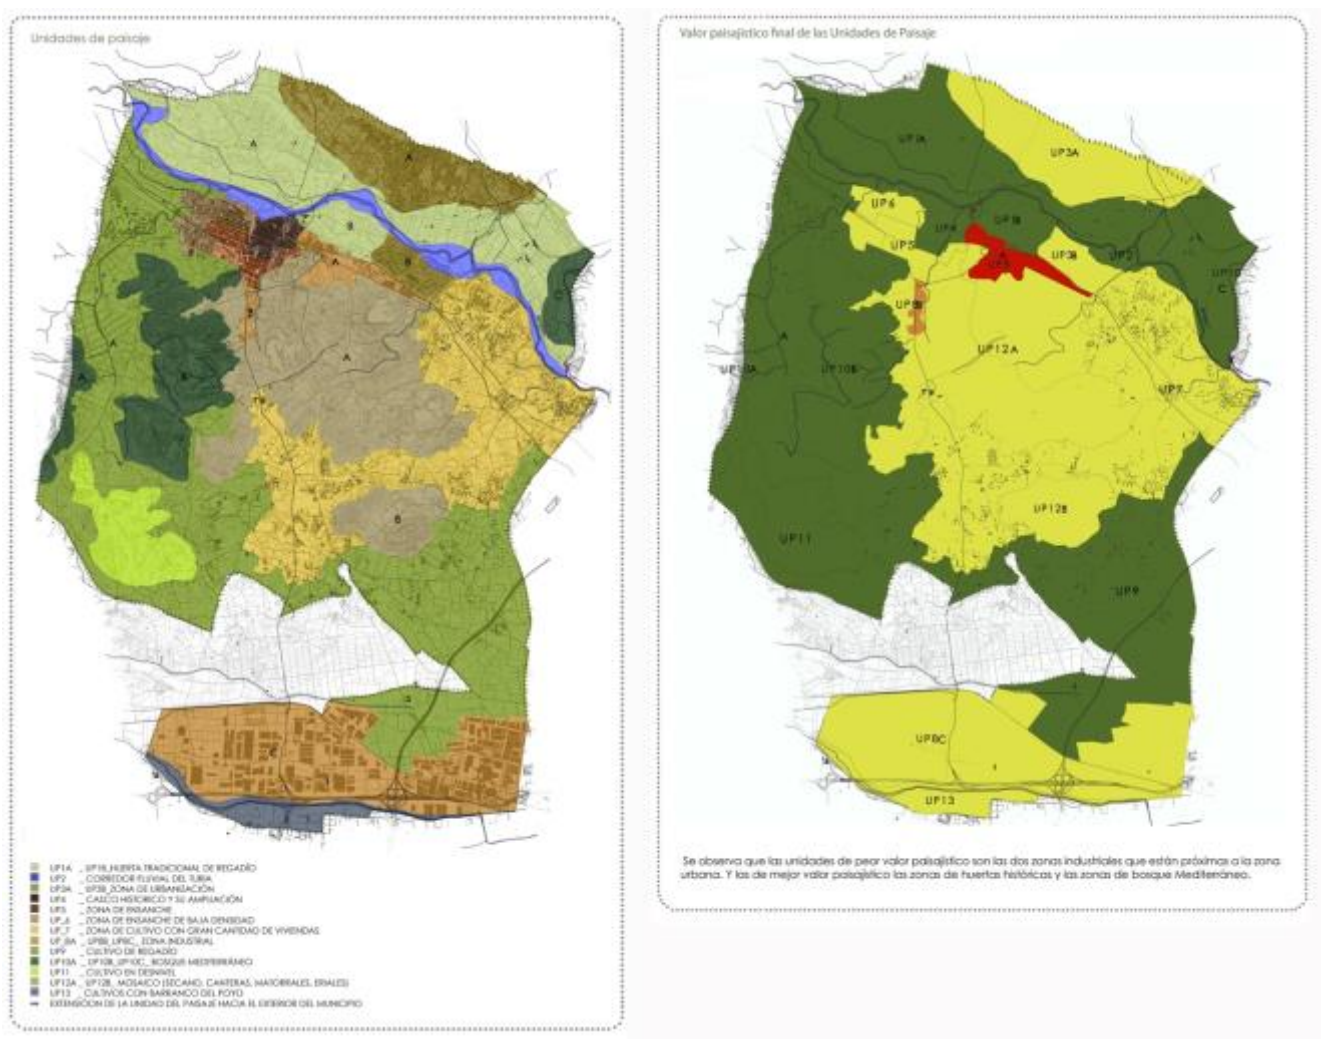 Unidades de paisaje
A
A
B
A
B
C
A
B
A
A
B
A
B
C
UP1A _ UP1B_HUERTA TRADICIONAL DE REGADÍO
UP2 _ CORREDOR FLUVIAL DEL TURIA
UP3A _ UP3B_ZONA DE URBANIZACIÓN
UP4 _ CASCO HISTORICO Y SU AMPLIACIÓN
UP5 _ ZONA DE ENSANCHE
UP_6 _ ZONA DE ENSANCHE DE BAJA DENSIDAD
UP_7 _ ZONA DE CULTIVO CON GRAN CANTIDAD DE VIVIENDAS
UP_8A _ UP8B_UP8C_ ZONA INDUSTRIAL
UP9 _ CULTIVO DE REGADÍO
UP10A _ UP10B_UP10C_ BOSQUE MEDITERRÁNEO
UP11 _ CULTIVO EN DESNIVEL
UP12A _ UP12B_ MOSAICO (SECANO, CANTERAS, MATORRALES, ERIALES)
UP13 _ CULTIVOS CON BARRANCO DEL POYO
EXTENSIÓN DE LA UNIDAD DEL PAISAJE HACIA EL EXTERIOR DEL MUNICIPIO
Valor paisajístico final de las Unidades de Paisaje
UP1A
UP3A
UP6
UP4
UP1B
UP5
UP3B
UP2
UP10
C
A
UP12A
UP10A
UP10B
UP7
UP12B
UP11
UP9
UP8C
UP13
Se observa que las unidades de peor valor paisajístico son las dos zonas industriales que están próximas a la zona
urbana. Y las de mejor valor paisajístico las zonas de huertas históricas y las zonas de bosque Mediterráneo.